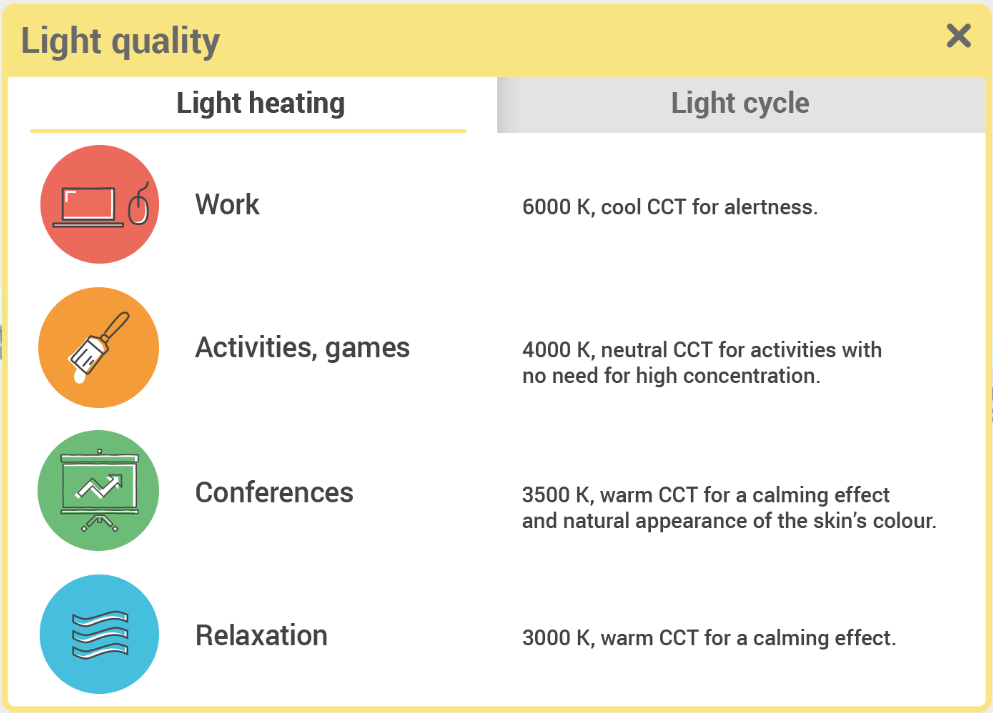 Light quality
Light heating
Light cycle
Work
6000 K, cool CCT for alertness.
Activities, games
4000 K, neutral CCT for activities with
no need for high concentration.
Conferences
3500 K, warm CCT for a calming effect
and natural appearance of the skin’s colour.
Relaxation
3000 K, warm CCT for a calming effect.